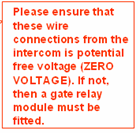 Please ensure that
these wire
connections from the
intercom is potential
free voltage (ZERO
VOLTAGE). If not,
then a gate relay
module must be
fitted.